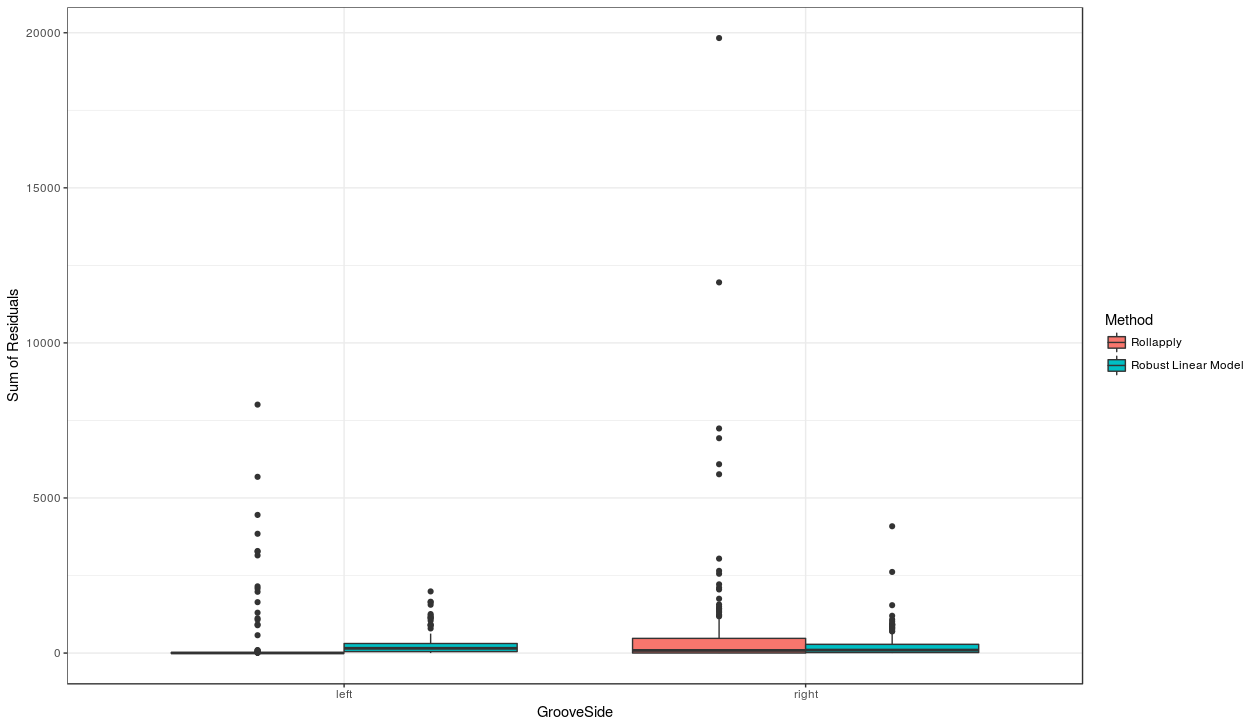 20000
15000
10000
5000
0
Sum of Residuals
left
right
GrooveSide
Method
Rollapply
Robust Linear Model